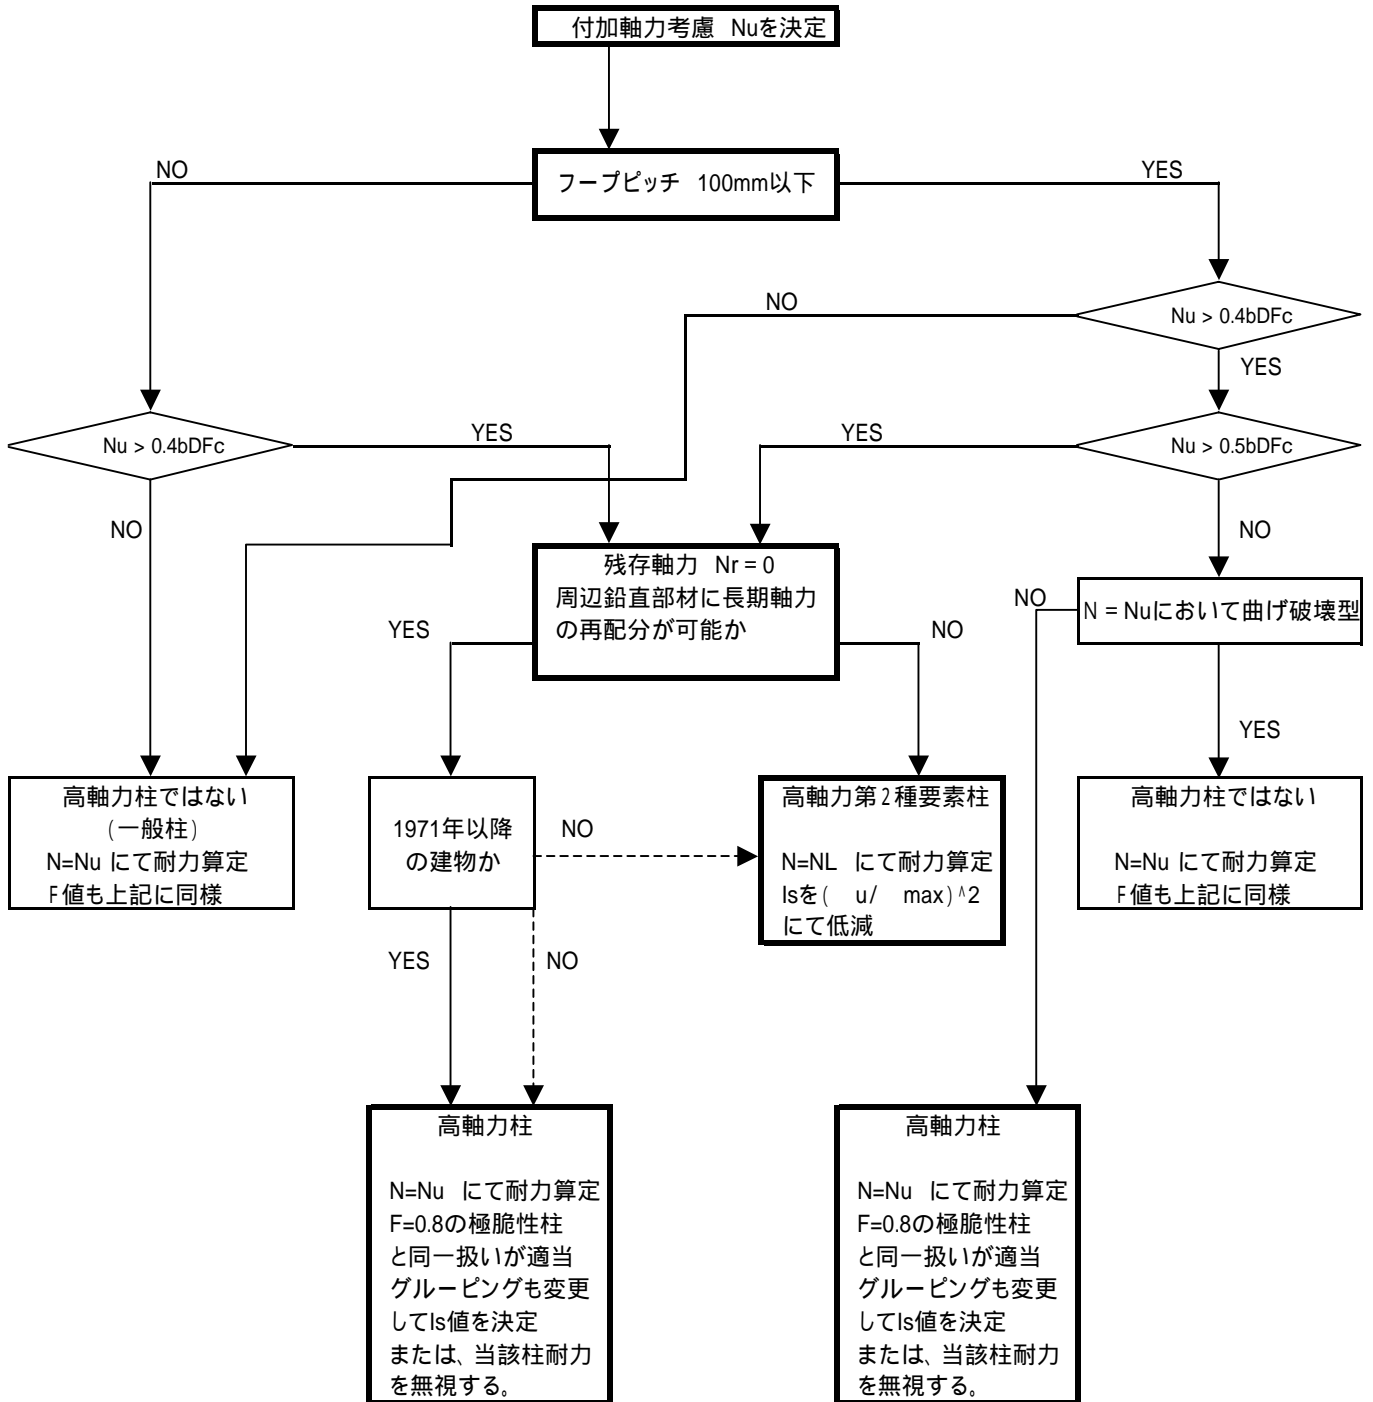 付加軸力考慮 Nuを決定
NO
YES
フープピッチ 100mm以下
NO
Nu > 0.4bDFc
YES
Nu > 0.4bDFc
YES
YES
Nu > 0.5bDFc
NO
NO
残存軸力 Nr = 0
周辺鉛直部材に長期軸力
の再配分が可能か
YES
NO
NO
N = Nuにおいて曲げ破壊型
YES
高軸力柱ではない
(一般柱)
N=Nu にて耐力算定
F値も上記に同様
1971年以降
の建物か
NO
高軸力第2種要素柱
N=NL にて耐力算定
Isを( u/ max)^2
にて低減
高軸力柱ではない
N=Nu にて耐力算定
F値も上記に同様
YES
NO
高軸力柱
N=Nu にて耐力算定
F=0.8の極脆性柱
と同一扱いが適当
グルーピングも変更
してIs値を決定
または、当該柱耐力
を無視する。
高軸力柱
N=Nu にて耐力算定
F=0.8の極脆性柱
と同一扱いが適当
グルーピングも変更
してIs値を決定
または、当該柱耐力
を無視する。